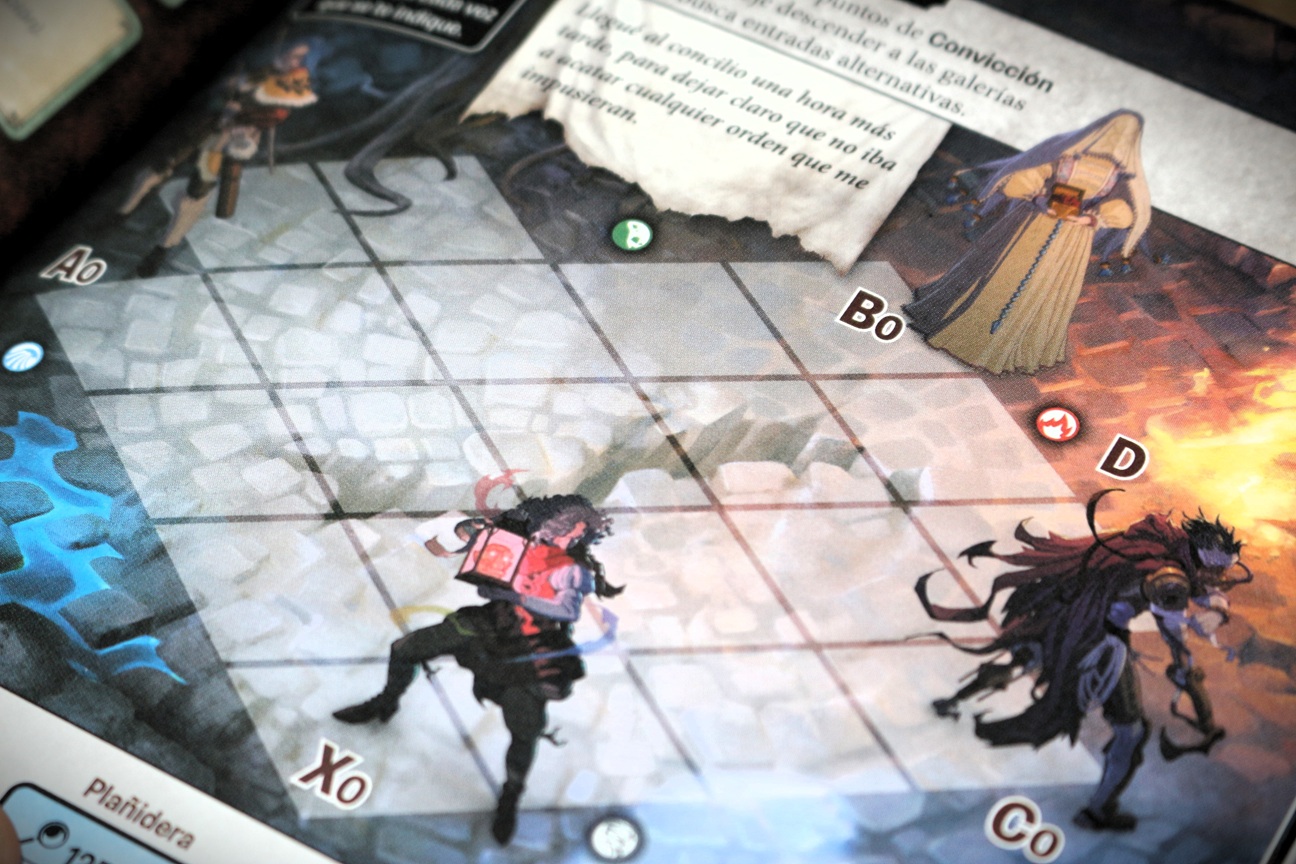 que se te indique.
puntos de Convicción
descender a las galerías
busca entradas alternativas.
Llegué al concilio una hora más
tarde, para dejar claro que no iba
a acatar cualquier orden que me
impusieran.
Ao
Bo
D
Xo
Co
Plañidera